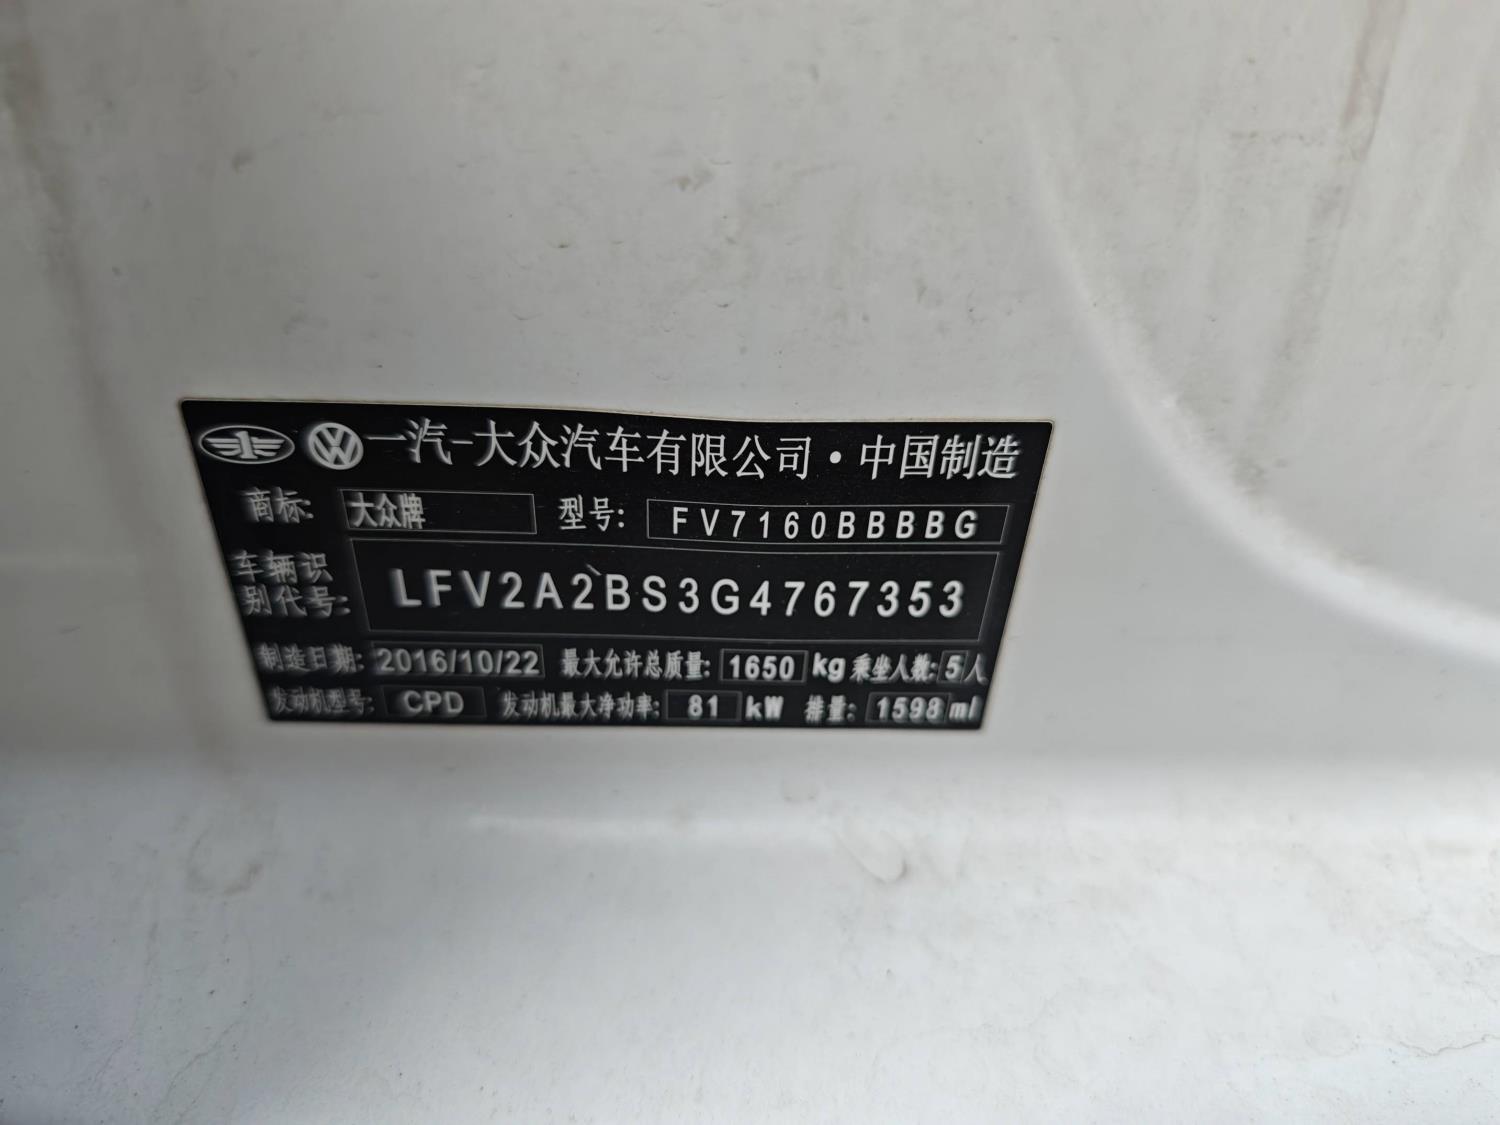 一汽-大众汽车有限公司·中国制造
商标: 大众牌 型号: FV7160BBBBG
车辆识
别代号: LFV2A2BS3G4767353
制造日期: 2016/10/22 最大允许总质量: 1650 kg 乘坐人数: 5 人
发动机型号: CPD 发动机最大净功率: 81 kW 排量: 1598 ml